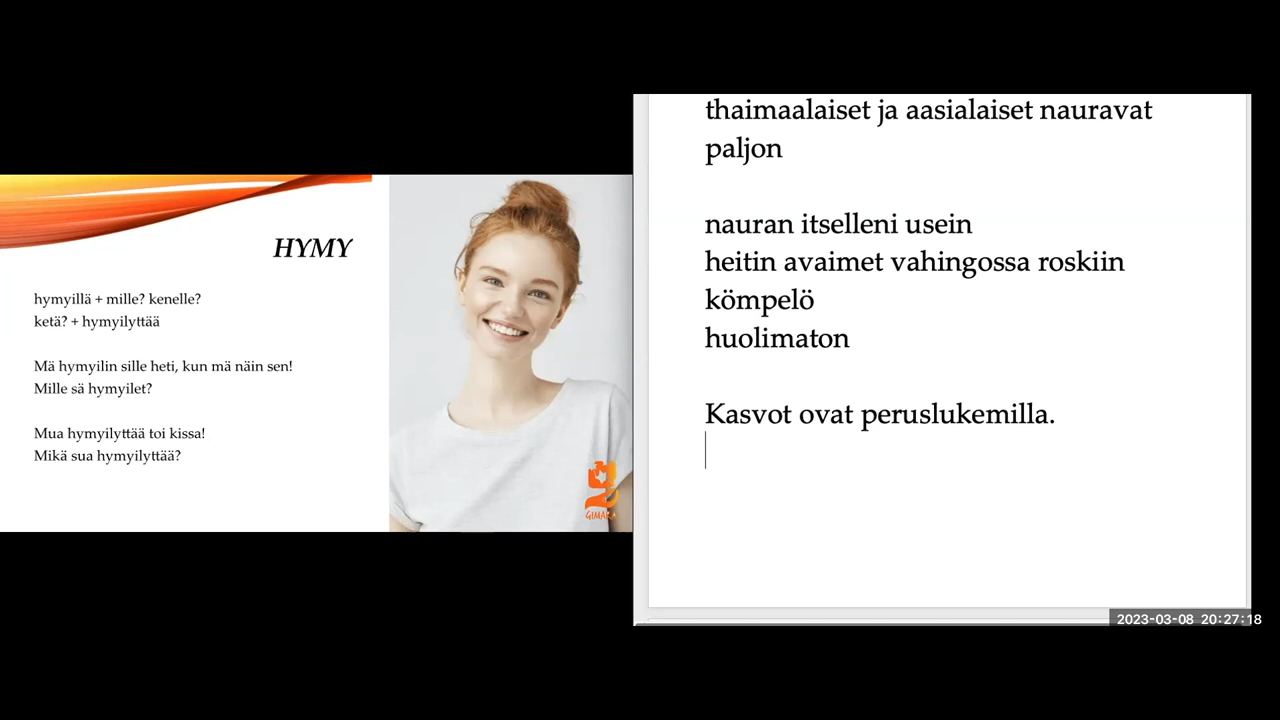 HYMY
hymyillä + mille? kenelle?
ketä? + hymyilyttää
Mä hymyilin sille heti, kun mä näin sen!
Mille sä hymyilet?
Mua hymyilyttää toi kissa!
Mikä sua hymyilyttää?
GIMARA
thaimaalaiset ja aasialaiset nauravat
paljon
nauran itselleni usein
heitin avaimet vahingossa roskiin
kömpelö
huolimaton
Kasvot ovat peruslukemilla.
2023-03-08 20:27:18